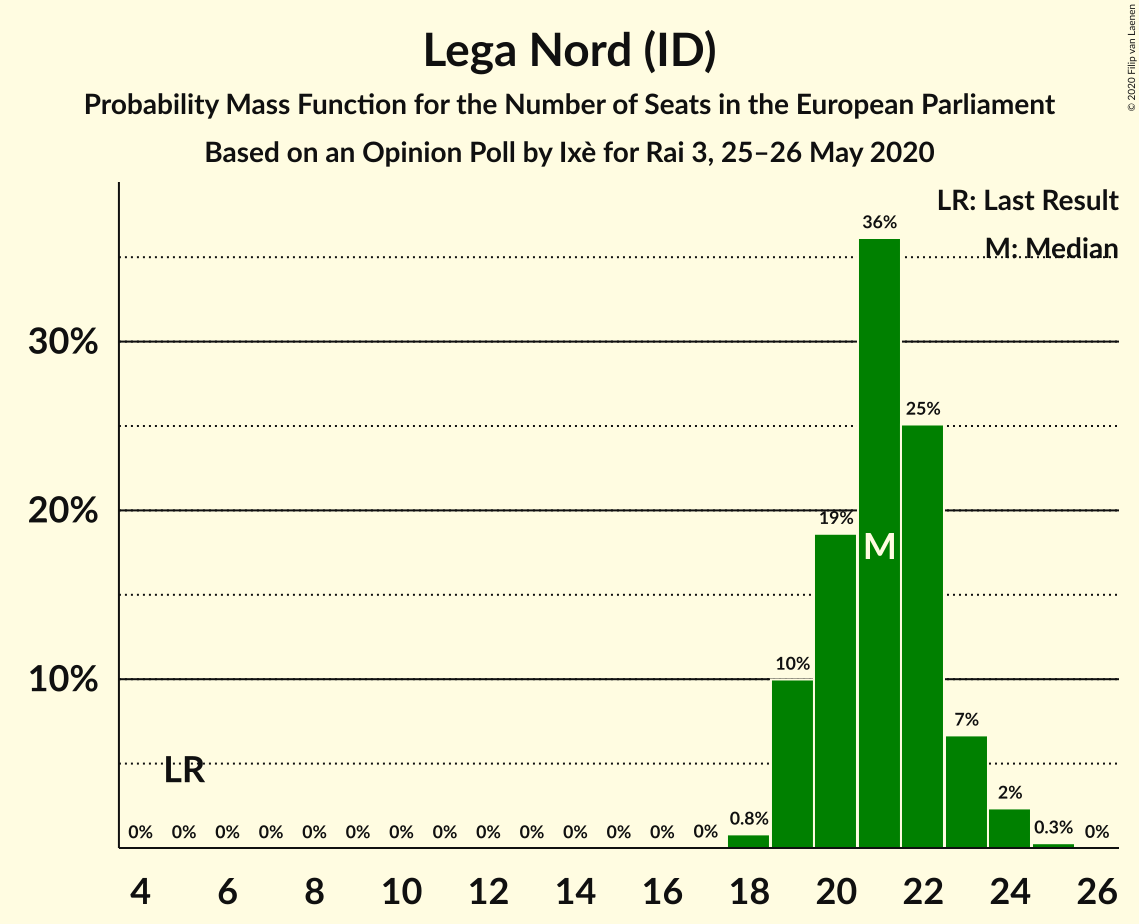 Lega Nord (ID)
Probability Mass Function for the Number of Seats in the European Parliament
Based on an Opinion Poll by Ixè for Rai 3, 25–26 May 2020
© 2020 Filip van Laenen
LR: Last Result
M: Median
30%
20%
10%
LR
M
0% 0% 0% 0% 0% 0% 0% 0% 0% 0% 0% 0% 0% 0% 0.8% 10% 19% 36% 25% 7% 2% 0.3% 0%
4 6 8 10 12 14 16 18 20 22 24 26